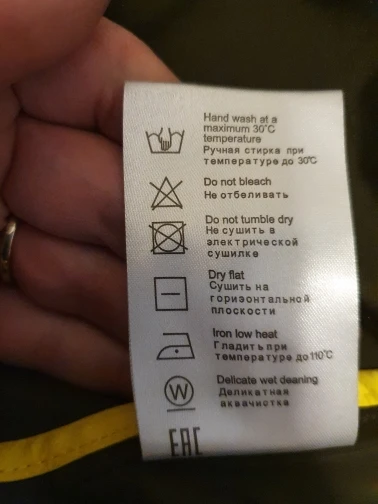 Hand wash at a
maximum 30°C
temperature
Ручная стирка при
температуре до 30°C
Do not bleach
Не отбеливать
Do not tumble dry
Не сушить в
электрической
сушилке
Dry flat
Сушить на
горизонтальной
плоскости
Iron low heat
Гладить при
температуре до 110°C
W
Delicate wet cleaning
Деликатная
аквачистка
EAC